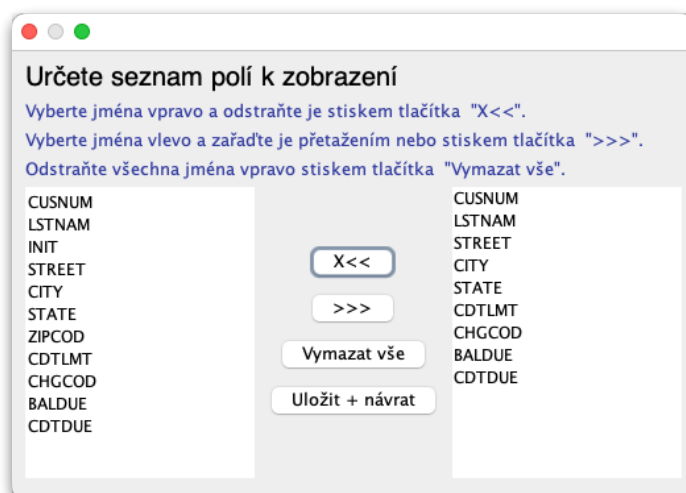 Určete seznam polí k zobrazení
Vyberte jména vpravo a odstraňte je stiskem tlačítka "X<<".
Vyberte jména vlevo a zařaďte je přetažením nebo stiskem tlačítka ">>>".
Odstraňte všechna jména vpravo stiskem tlačítka "Vymazat vše".
CUSNUM
LSTNAM
INIT
STREET
CITY
STATE
ZIPCOD
CDTLMT
CHGCOD
BALDUE
CDTDUE
X<<
>>>
Vymazat vše
Uložit + návrat
CUSNUM
LSTNAM
STREET
CITY
STATE
CDTLMT
CHGCOD
BALDUE
CDTDUE